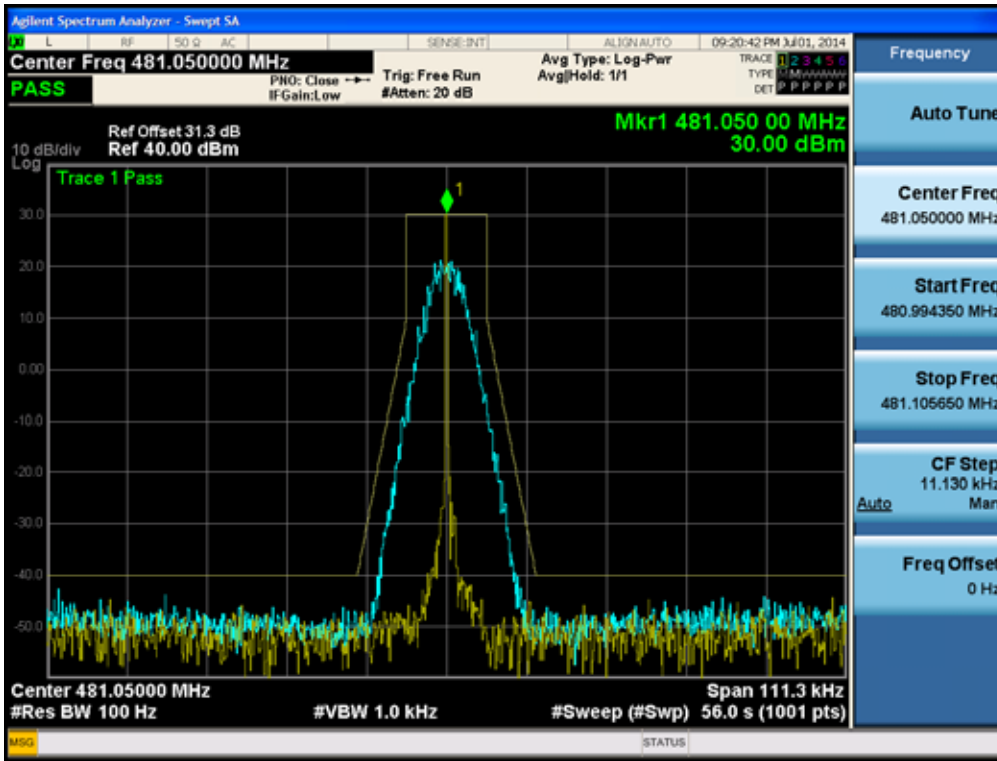 Agilent Spectrum Analyzer - Swept SA
L RF 50 Ω AC SENSE:INT ALIGN AUTO 09:20:42 PM Jul 01, 2014
Center Freq 481.050000 MHz
PASS
PNO: Close
IFGain:Low
Trig: Free Run
#Atten: 20 dB
Avg Type: Log-Pwr
Avg|Hold: 1/1
TRACE 1 2 3 4 5 6
TYPE
DET P P P P P P
Ref Offset 31.3 dB
10 dB/div Ref 40.00 dBm
Log
Mkr1 481.050 00 MHz
30.00 dBm
Trace 1 Pass
1
30.0
20.0
10.0
0.00
-10.0
-20.0
-30.0
-40.0
-50.0
Center 481.05000 MHz Span 111.3 kHz
#Res BW 100 Hz #VBW 1.0 kHz #Sweep (#Swp) 56.0 s (1001 pts)
MSG STATUS
Frequency
Auto Tune
Center Freq
481.050000 MHz
Start Freq
480.994350 MHz
Stop Freq
481.105650 MHz
CF Step
11.130 kHz
Auto Man
Freq Offset
0 Hz